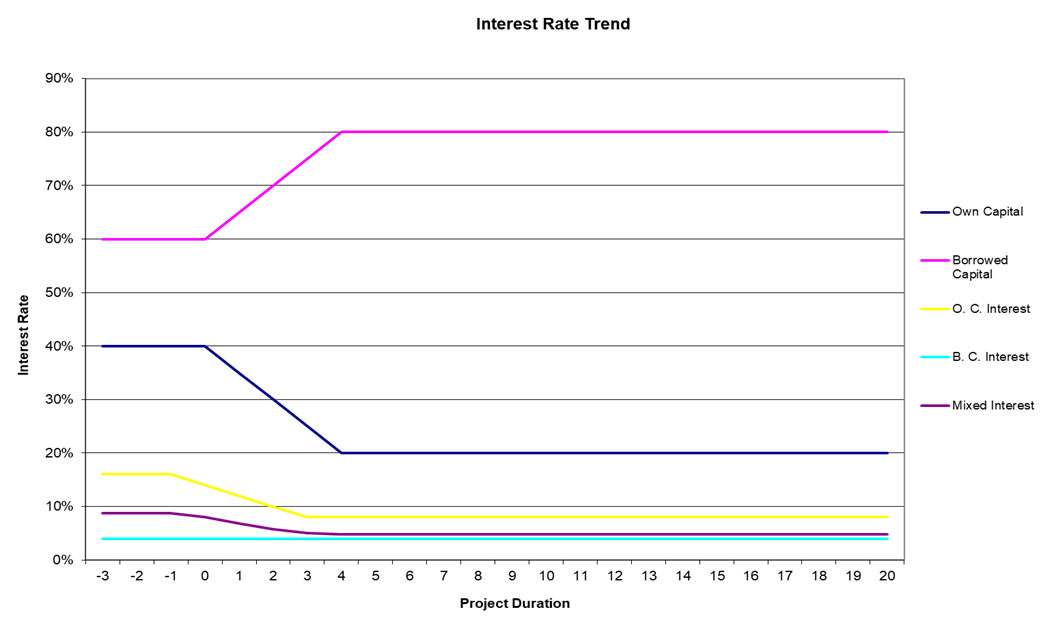 Interest Rate Trend
90%
80%
70%
60%
50%
40%
30%
20%
10%
0%
Interest Rate
-3 -2 -1 0 1 2 3 4 5 6 7 8 9 10 11 12 13 14 15 16 17 18 19 20
Project Duration
Own Capital
Borrowed
Capital
O. C. Interest
B. C. Interest
Mixed Interest